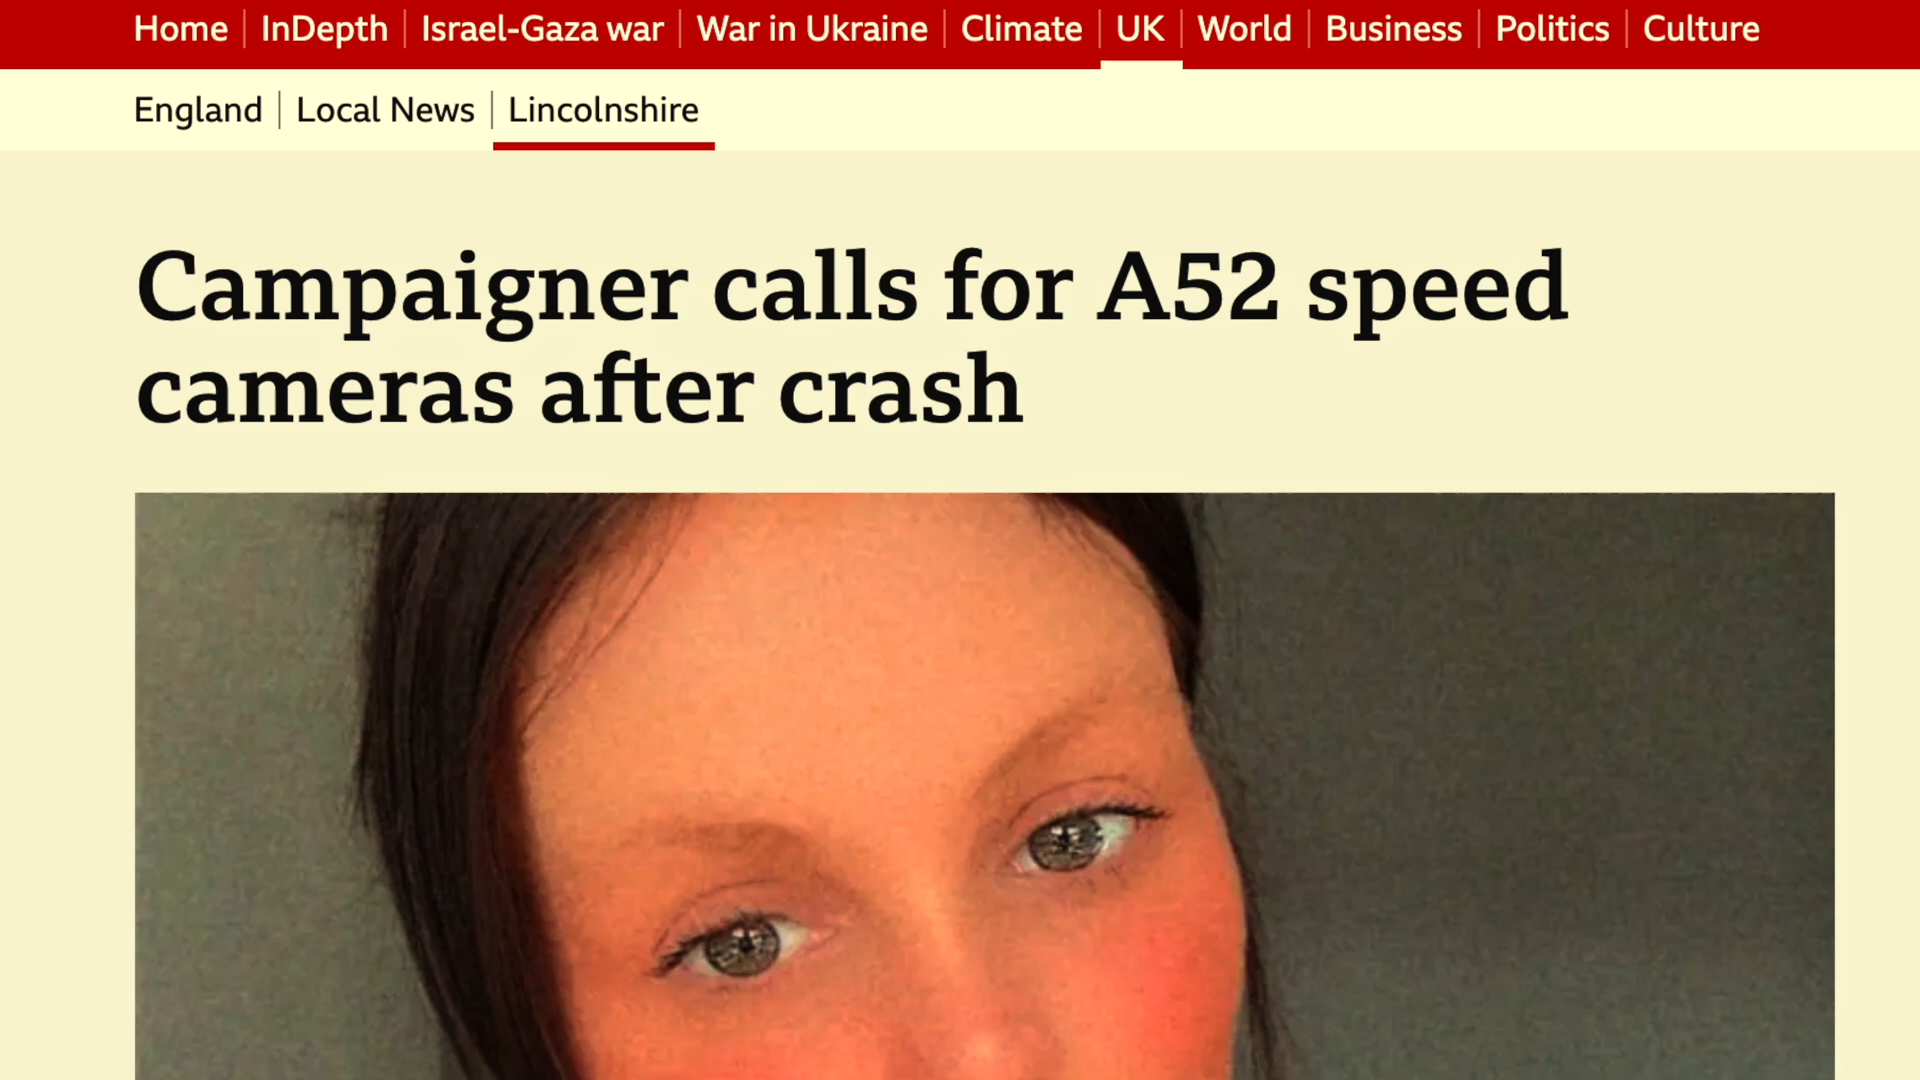 Home InDepth Israel-Gaza war War in Ukraine Climate UK World Business Politics Culture
England Local News Lincolnshire
Campaigner calls for A52 speed
cameras after crash